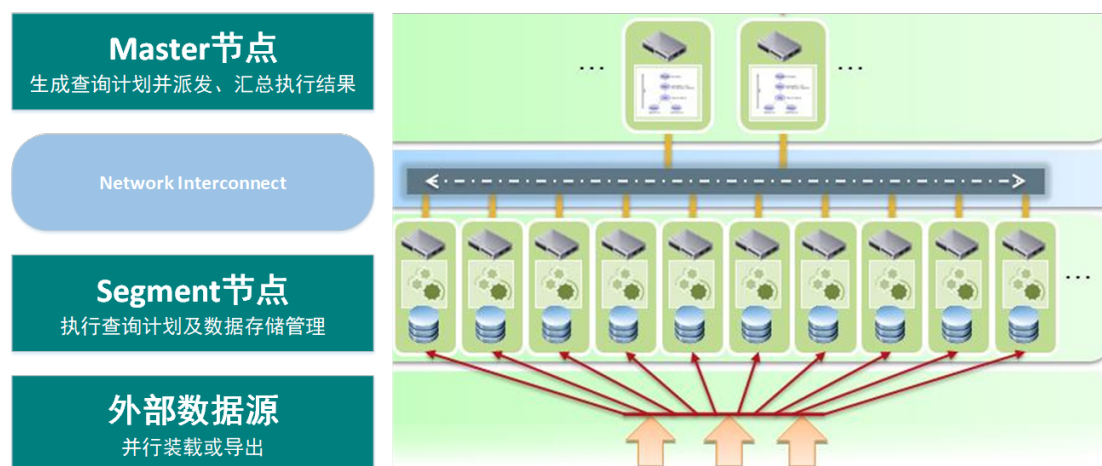 Master节点
生成查询计划并派发、汇总执行结果
Network Interconnect
Segment节点
执行查询计划及数据存储管理
外部数据源
并行装载或导出
...
...
...